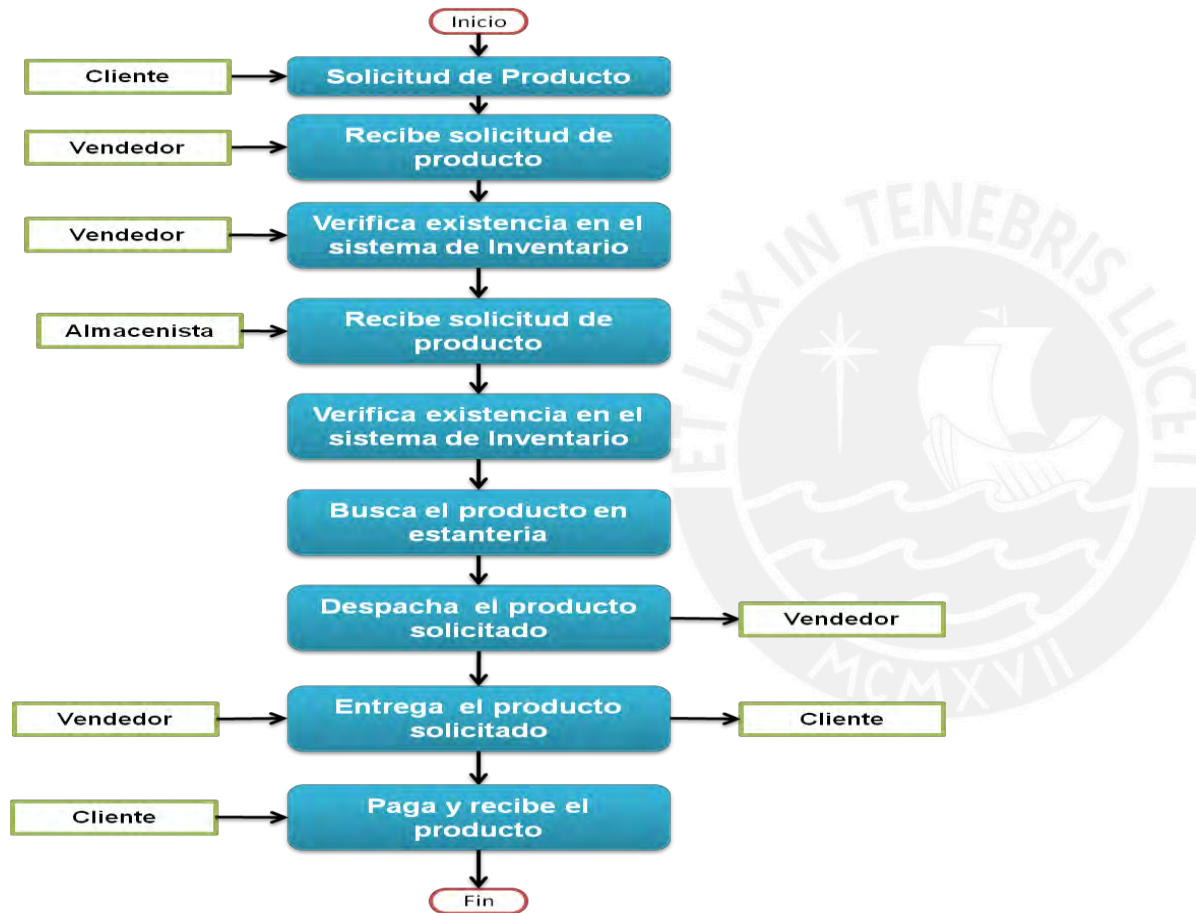 Inicio
Cliente
Solicitud de Producto
Vendedor
Recibe solicitud de
producto
Vendedor
Verifica existencia en el
sistema de Inventario
Almacenista
Recibe solicitud de
producto
Verifica existencia en el
sistema de Inventario
Busca el producto en
estanteria
Despacha el producto
solicitado
Vendedor
Vendedor
Entrega el producto
solicitado
Cliente
Cliente
Paga y recibe el
producto
Fin
ET LUX IN TENEBRIS LUCET
MCMXVII